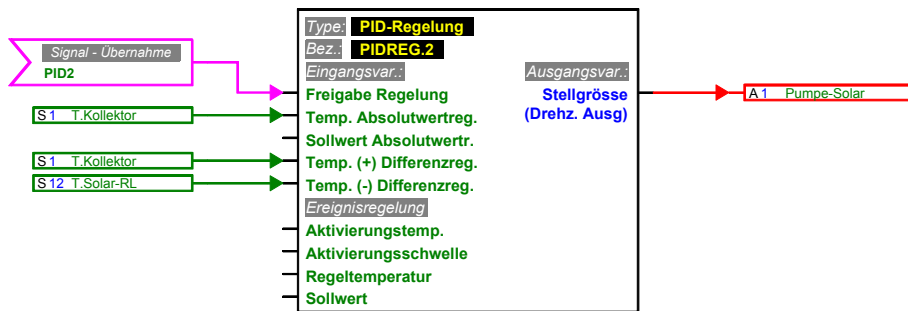 Type: PID-Regelung
Bez.: PIDREG.2
Signal - Übernahme
PID2
Eingangsvar.: Ausgangsvar.:
Freigabe Regelung Stellgrösse
A 1 Pumpe-Solar
S 1 T.Kollektor
Temp. Absolutwertreg. (Drehz. Ausg)
Sollwert Absolutwertr.
S 1 T.Kollektor
Temp. (+) Differenzreg.
S 12 T.Solar-RL
Temp. (-) Differenzreg.
Ereignisregelung
Aktivierungstemp.
Aktivierungsschwelle
Regeltemperatur
Sollwert